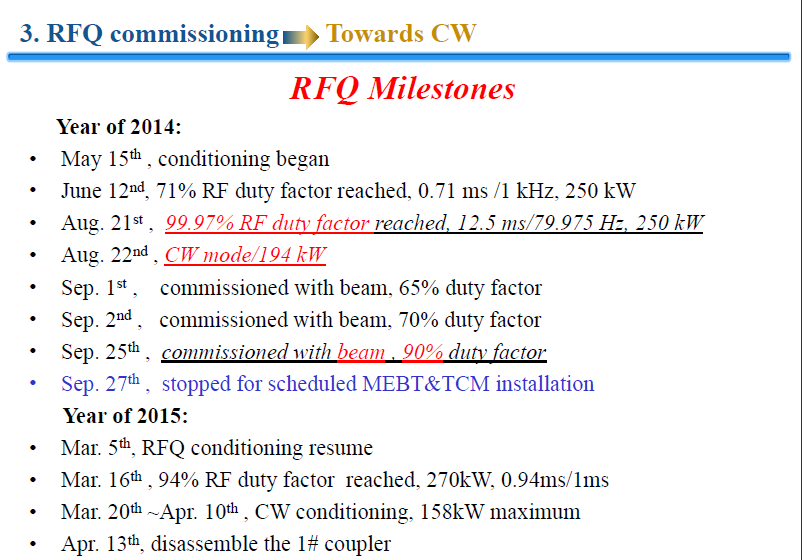 3. RFQ commissioning Towards CW
RFQ Milestones
Year of 2014:
• May 15th , conditioning began
• June 12nd, 71% RF duty factor reached, 0.71 ms /1 kHz, 250 kW
• Aug. 21st , 99.97% RF duty factor reached, 12.5 ms/79.975 Hz, 250 kW
• Aug. 22nd , CW mode/194 kW
• Sep. 1st , commissioned with beam, 65% duty factor
• Sep. 2nd , commissioned with beam, 70% duty factor
• Sep. 25th , commissioned with beam , 90% duty factor
• Sep. 27th , stopped for scheduled MEBT&TCM installation
Year of 2015:
• Mar. 5th, RFQ conditioning resume
• Mar. 16th , 94% RF duty factor reached, 270kW, 0.94ms/1ms
• Mar. 20th ~Apr. 10th , CW conditioning, 158kW maximum
• Apr. 13th, disassemble the 1# coupler